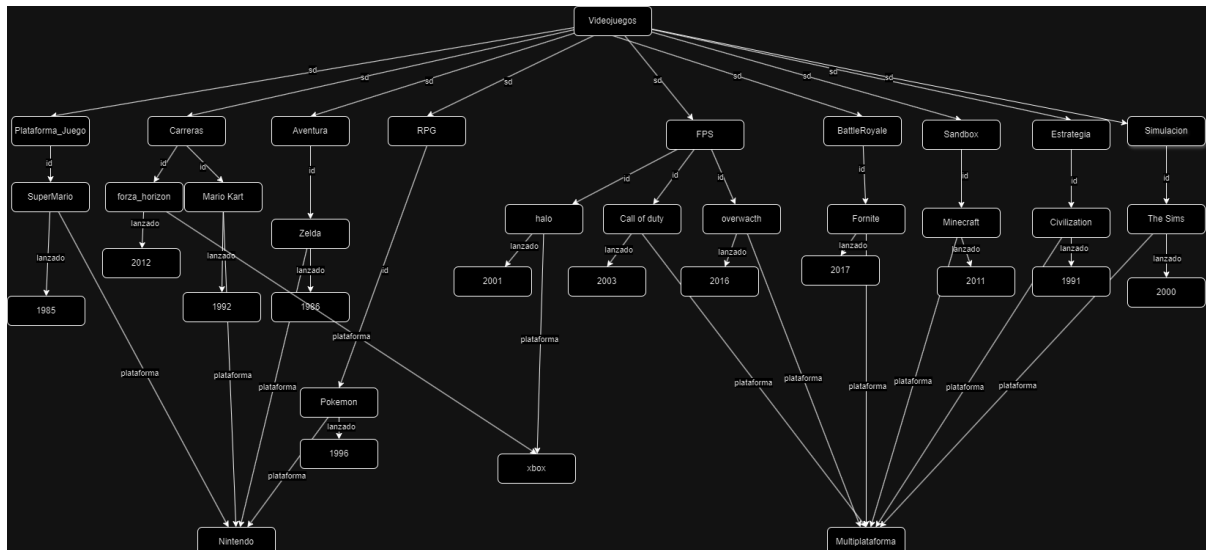 Videojuegos
sd
sd
sd
sd
sd
sd
sd
sd
sd
Plataforma_Juego
Carreras
Aventura
RPG
FPS
BattleRoyale
Sandbox
Estrategia
Simulacion
id
id
id
id
id
id
id
id
id
id
id
id
SuperMario
forza_horizon
Mario Kart
Zelda
halo
Call of duty
overwacth
Fornite
Minecraft
Civilization
The Sims
lanzado
lanzado
lanzado
lanzado
lanzado
lanzado
lanzado
lanzado
lanzado
lanzado
lanzado
1985
2012
1992
1986
2001
2003
2016
2017
2011
1991
2000
plataforma
plataforma
plataforma
plataforma
plataforma
plataforma
plataforma
plataforma
plataforma
plataforma
plataforma
Pokemon
lanzado
1996
plataforma
xbox
Nintendo
Multiplataforma